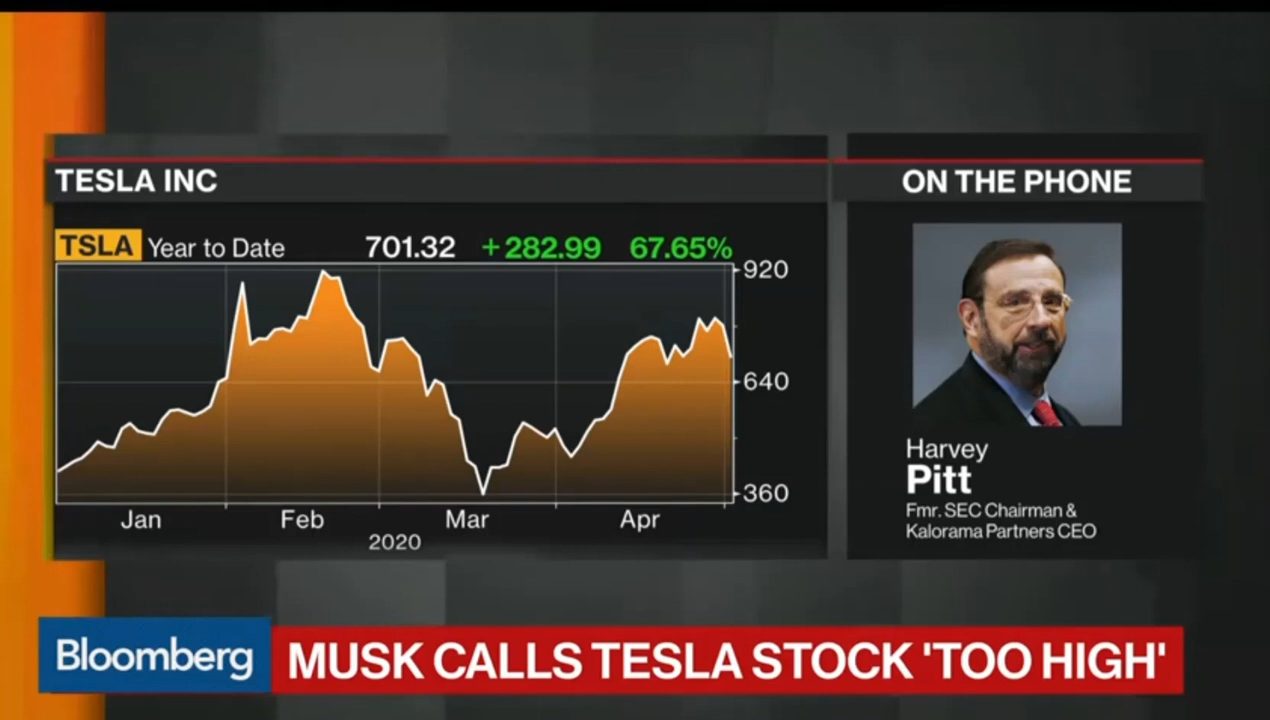 TESLA INC
TSLA Year to Date 701.32 +282.99 67.65%
920
640
360
Jan Feb Mar Apr
2020
ON THE PHONE
Harvey
Pitt
Fmr. SEC Chairman &
Kalorama Partners CEO
Bloomberg
MUSK CALLS TESLA STOCK 'TOO HIGH'